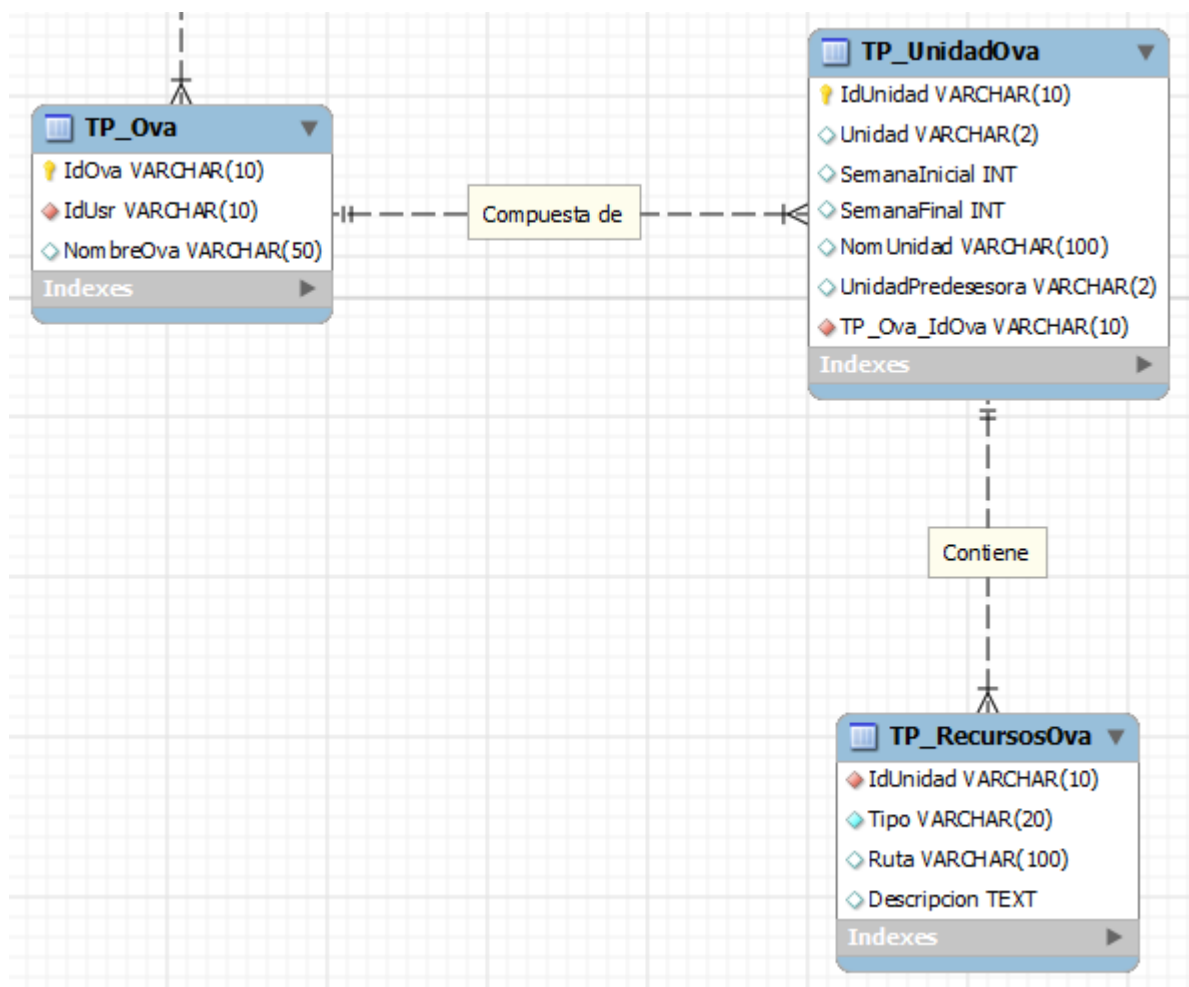 TP_Ova
IdOva VARCHAR(10)
IdUsr VARCHAR(10)
NombreOva VARCHAR(50)
Indexes
Compuesta de
TP_UnidadOva
IdUnidad VARCHAR(10)
Unidad VARCHAR(2)
SemanaInicial INT
SemanaFinal INT
NomUnidad VARCHAR(100)
UnidadPredesesora VARCHAR(2)
TP_Ova_IdOva VARCHAR(10)
Indexes
Contiene
TP_RecursosOva
IdUnidad VARCHAR(10)
Tipo VARCHAR(20)
Ruta VARCHAR(100)
Descripcion TEXT
Indexes